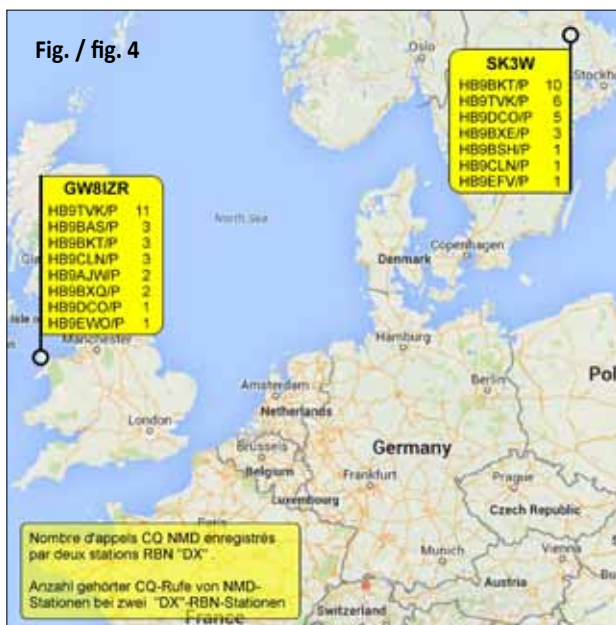 Fig. / fig. 4
Oslo
Stockho
SK3W
HB9BKT/P 10
HB9TVK/P 6
HB9DCO/P 5
HB9BXE/P 3
HB9BSH/P 1
HB9CLN/P 1
HB9EFV/P 1
GW8IZR
HB9TVK/P 11
HB9BAS/P 3
HB9BKT/P 3
HB9CLN/P 3
HB9AJW/P 2
HB9BXQ/P 2
HB9DCO/P 1
HB9EWO/P 1
North Sea
Denmark
Copenhagen
Isle o
Manchester
Hamburg
Berlin
Pol
Amsterdam
Netherlands
London
Brussels
Belgium
Germany
Frankfurt
Luxembourg
Prague
Czech Republic
Paris
Munich
Vienna
Austria
Switzerland
France
Nombre d'appels CQ NMD enregistrés
par deux stations RBN "DX" .
Anzahl gehörter CQ-Rufe von NMD-
Stationen bei zwei "DX"-RBN-Stationen